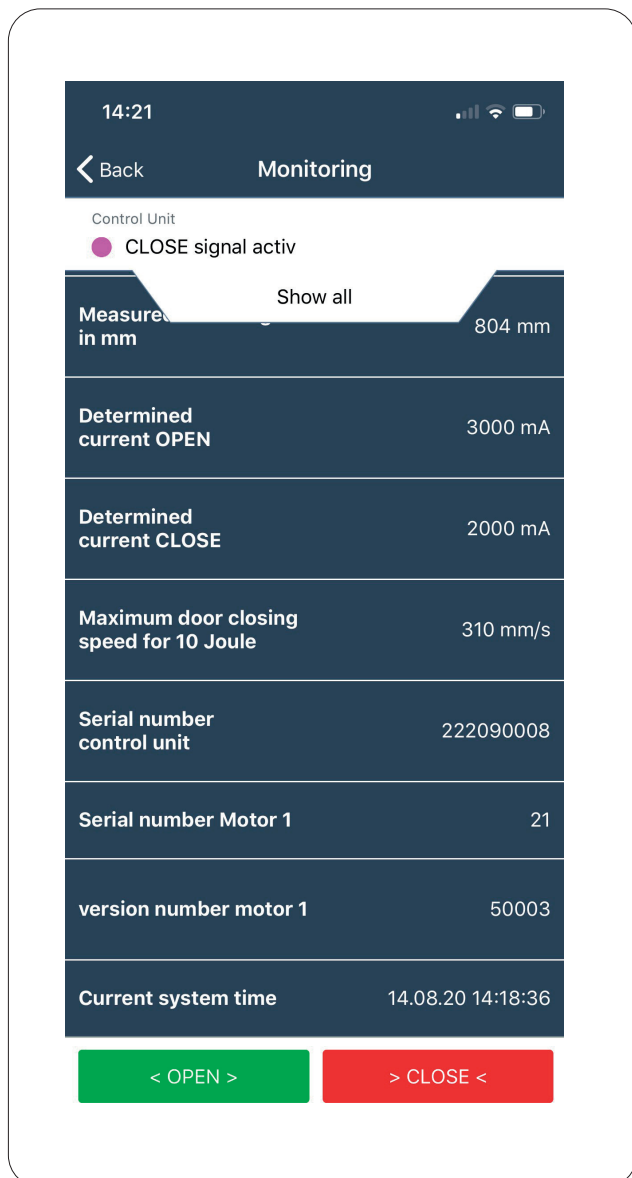 14:21
Back
Monitoring
Control Unit
CLOSE signal activ
Show all
in mm
804 mm
Determined
current OPEN
3000 mA
Determined
current CLOSE
2000 mA
Maximum door closing
speed for 10 Joule
310 mm/s
Serial number
control unit
222090008
Serial number Motor 1
21
version number motor 1
50003
Current system time
14.08.20 14:18:36
< OPEN >
> CLOSE <